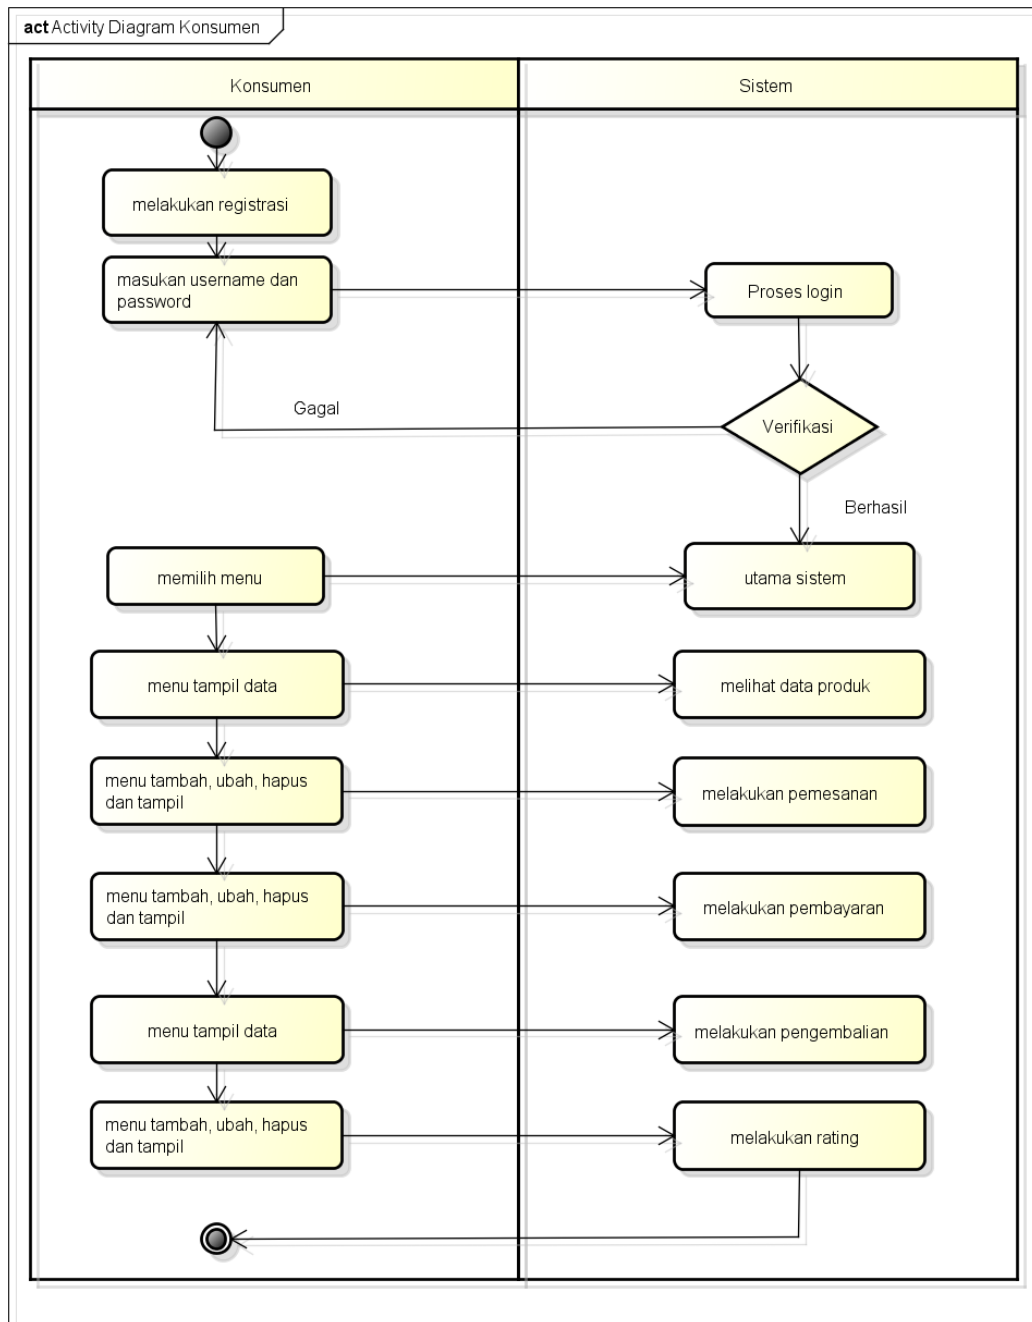 act Activity Diagram Konsumen
Konsumen
Sistem
melakukan registrasi
masukan username dan
password
Proses login
Gagal
Verifikasi
Berhasil
memilih menu
utama sistem
menu tampil data
melihat data produk
menu tambah, ubah, hapus
dan tampil
melakukan pemesanan
menu tambah, ubah, hapus
dan tampil
melakukan pembayaran
menu tampil data
melakukan pengembalian
menu tambah, ubah, hapus
dan tampil
melakukan rating